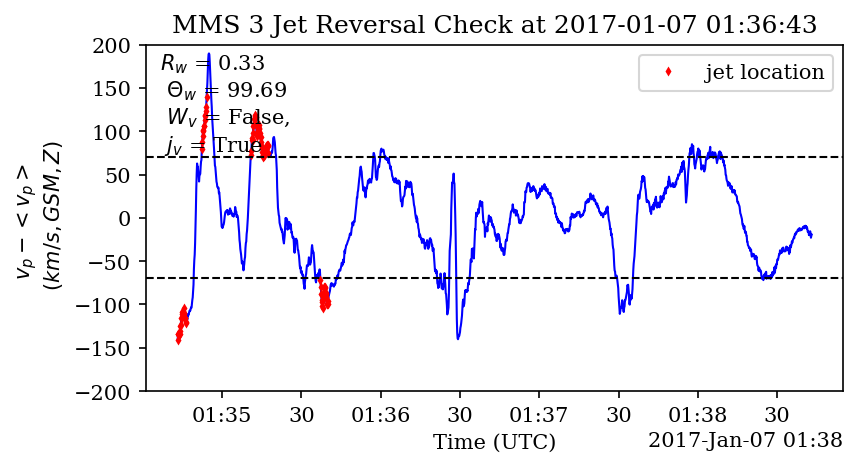 MMS 3 Jet Reversal Check at 2017-01-07 01:36:43
v_p − <v_p>
(km/s, GSM, Z)
200
150
100
50
0
−50
−100
−150
−200
R_w = 0.33
Θ_w = 99.69
W_v = False,
j_v = True
jet location
01:35 30 01:36 30 01:37 30 01:38 30
Time (UTC)
2017-Jan-07 01:38